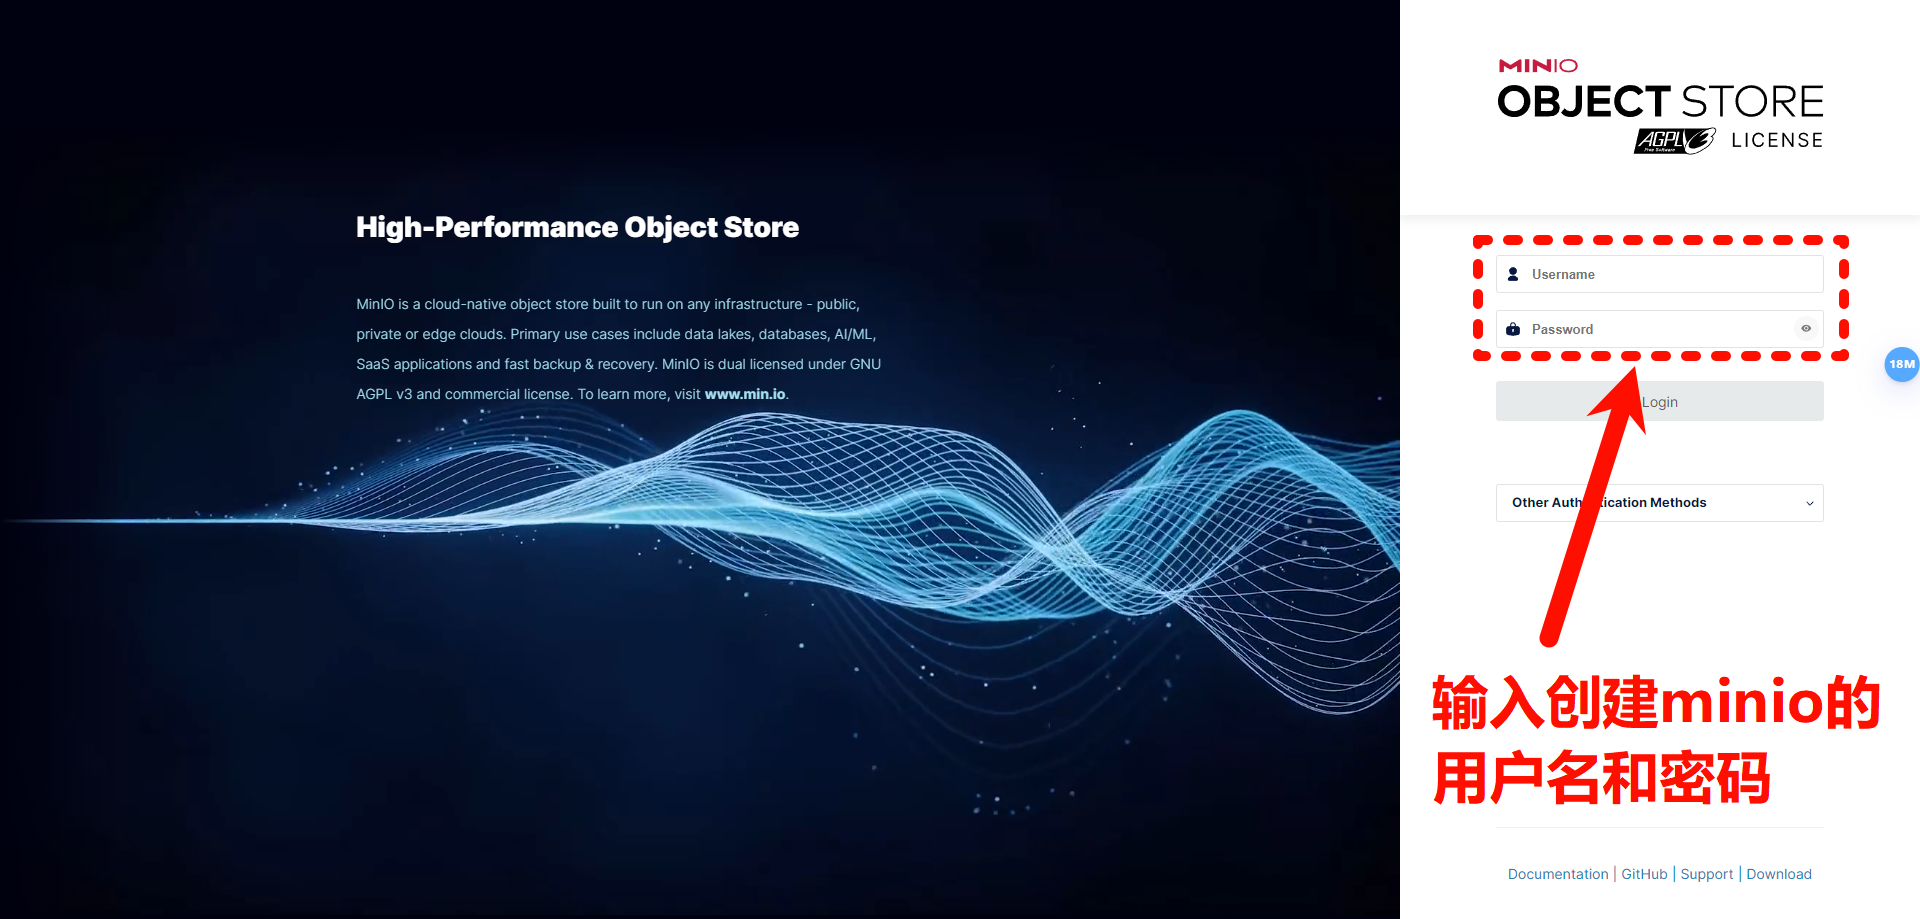 High-Performance Object Store
MinIO is a cloud-native object store built to run on any infrastructure - public,
private or edge clouds. Primary use cases include data lakes, databases, AI/ML,
SaaS applications and fast backup & recovery. MinIO is dual licensed under GNU
AGPL v3 and commercial license. To learn more, visit www.min.io.
MINIO
OBJECT STORE
AGPLv3 LICENSE
Free Software
Username
Password
18M
Login
Other Authentication Methods
输入创建minio的
用户名和密码
Documentation | GitHub | Support | Download